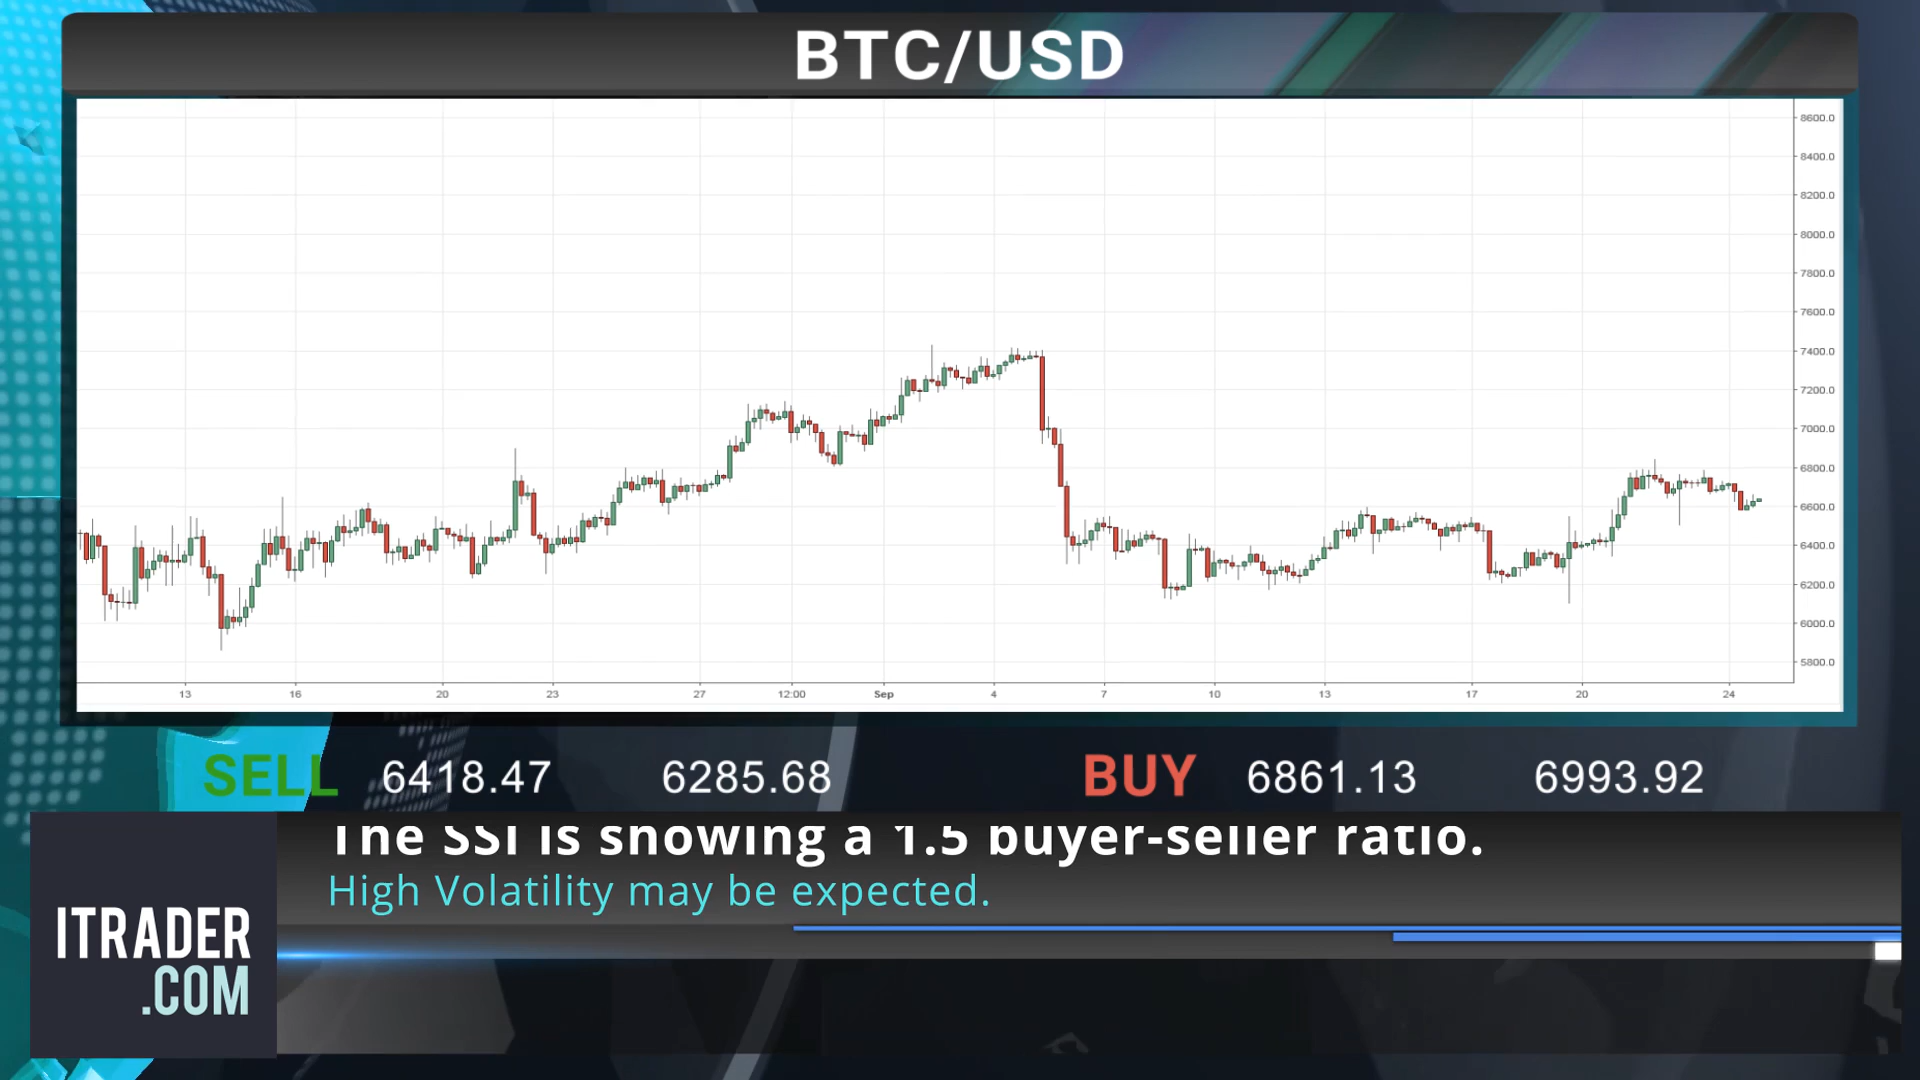 BTC/USD
8600.0
8400.0
8200.0
8000.0
7800.0
7600.0
7400.0
7200.0
7000.0
6800.0
6600.0
6400.0
6200.0
6000.0
5800.0
13 16 20 23 27 12:00 Sep 4 7 10 13 17 20 24
SELL 6418.47 6285.68 BUY 6861.13 6993.92
The SSI is showing a 1.5 buyer-seller ratio.
High Volatility may be expected.
ITRADER
.COM